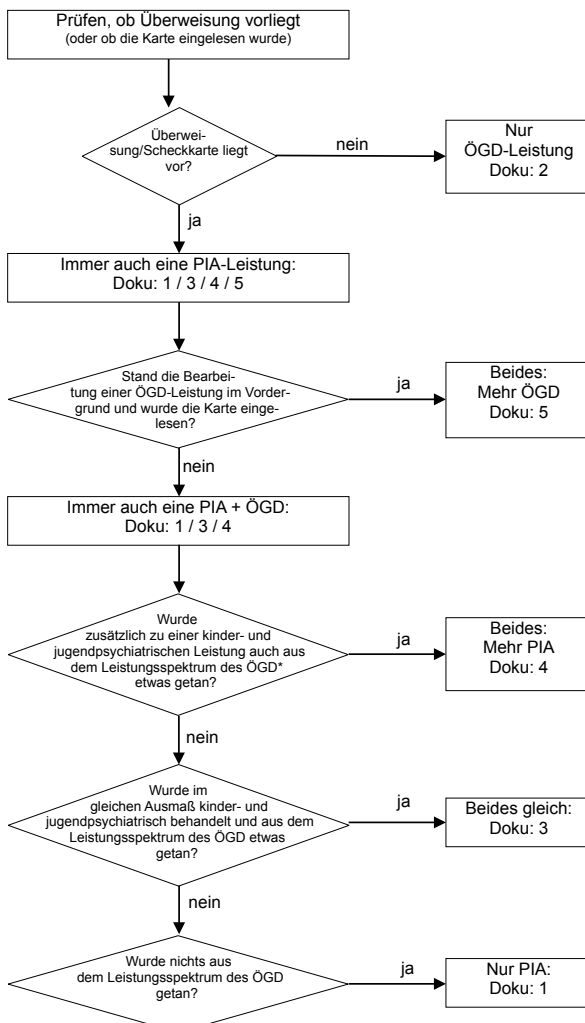 Prüfen, ob Überweisung vorliegt
(oder ob die Karte eingelesen wurde)
Überwei-
sung/Scheckkarte liegt
vor?
nein
Nur
ÖGD-Leistung
Doku: 2
ja
Immer auch eine PIA-Leistung:
Doku: 1 / 3 / 4 / 5
Stand die Bearbei-
tung einer ÖGD-Leistung im Vorder-
grund und wurde die Karte einge-
lesen?
ja
Beides:
Mehr ÖGD
Doku: 5
nein
Immer auch eine PIA + ÖGD:
Doku: 1 / 3 / 4
Wurde
zusätzlich zu einer kinder- und
jugendpsychiatrischen Leistung auch aus
dem Leistungsspektrum des ÖGD*
etwas getan?
ja
Beides:
Mehr PIA
Doku: 4
nein
Wurde im
gleichen Ausmaß kinder- und
jugendpsychiatrisch behandelt und aus dem
Leistungsspektrum des ÖGD etwas
getan?
ja
Beides gleich:
Doku: 3
nein
Wurde nichts aus
dem Leistungsspektrum des ÖGD
getan?
ja
Nur PIA:
Doku: 1